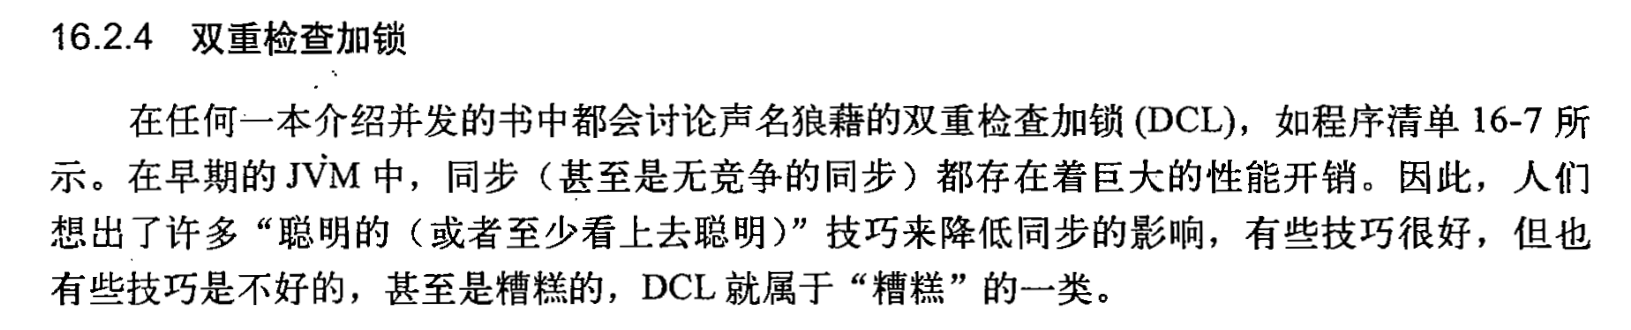 16.2.4 双重检查加锁
在任何一本介绍并发的书中都会讨论声名狼藉的双重检查加锁 (DCL)，如程序清单 16-7 所
示。在早期的 JVM 中，同步（甚至是无竞争的同步）都存在着巨大的性能开销。因此，人们
想出了许多“聪明的（或者至少看上去聪明）”技巧来降低同步的影响，有些技巧很好，但也
有些技巧是不好的，甚至是糟糕的，DCL 就属于“糟糕”的一类。